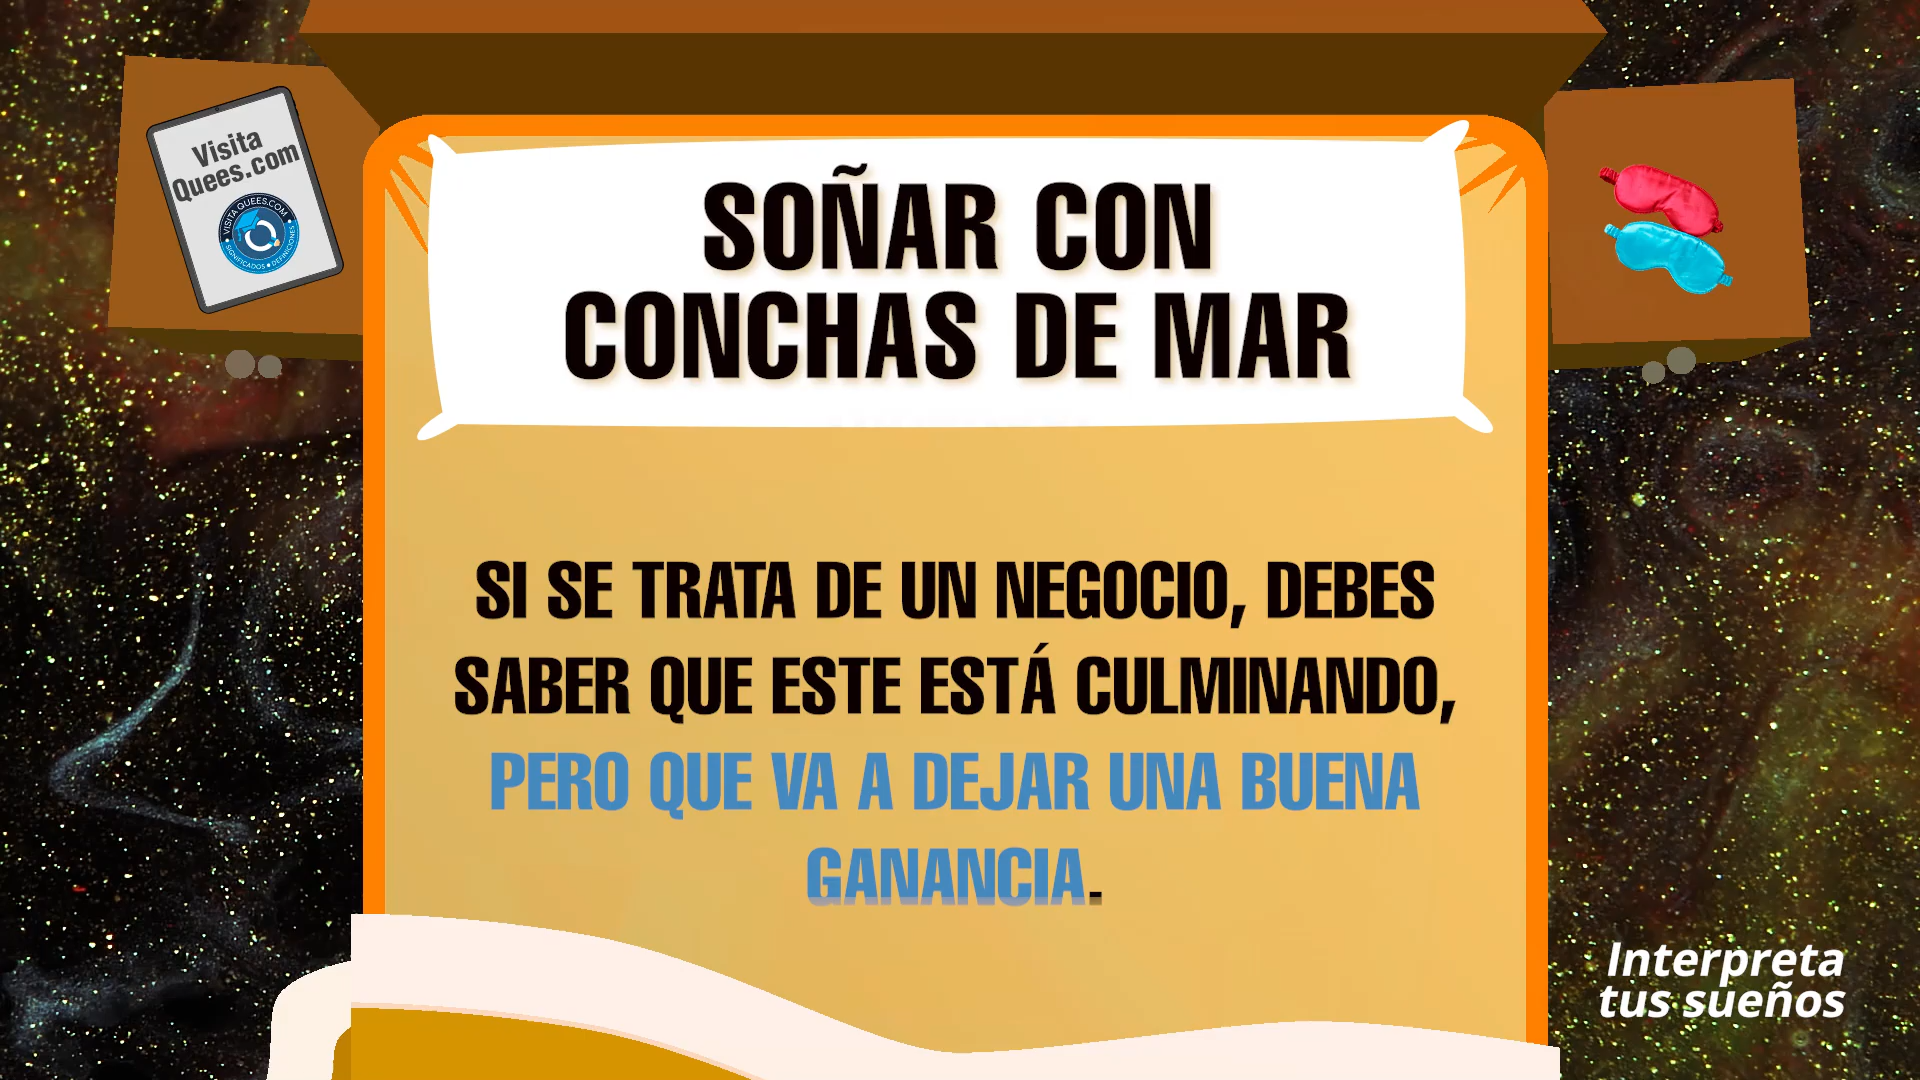 Visita
Quees.com
VISITA QUEES.COM
SIGNIFICADOS • DEFINICIONES
SOÑAR CON
CONCHAS DE MAR
SI SE TRATA DE UN NEGOCIO, DEBES
SABER QUE ESTE ESTÁ CULMINANDO,
PERO QUE VA A DEJAR UNA BUENA
GANANCIA.
Interpreta
tus sueños